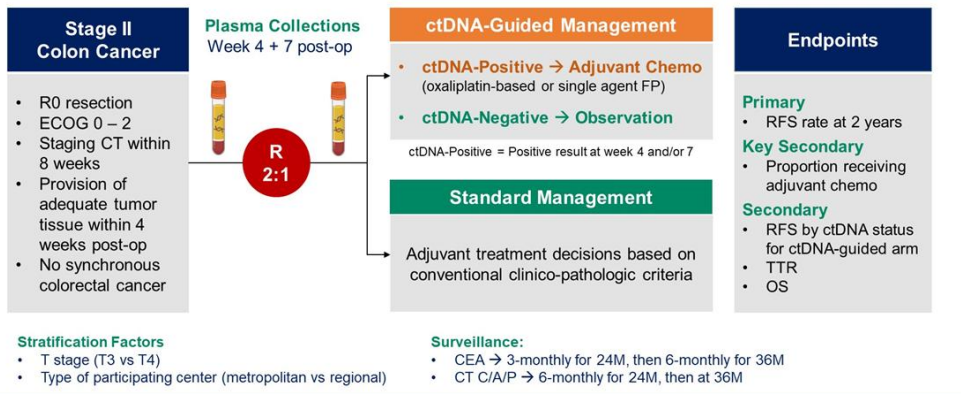 Stage II
Colon Cancer
• R0 resection
• ECOG 0 – 2
• Staging CT within
8 weeks
• Provision of
adequate tumor
tissue within 4
weeks post-op
• No synchronous
colorectal cancer
Plasma Collections
Week 4 + 7 post-op
R
2:1
ctDNA-Guided Management
• ctDNA-Positive → Adjuvant Chemo
(oxaliplatin-based or single agent FP)
• ctDNA-Negative → Observation
ctDNA-Positive = Positive result at week 4 and/or 7
Standard Management
Adjuvant treatment decisions based on
conventional clinico-pathologic criteria
Endpoints
Primary
• RFS rate at 2 years
Key Secondary
• Proportion receiving
adjuvant chemo
Secondary
• RFS by ctDNA status
for ctDNA-guided arm
• TTR
• OS
Stratification Factors
• T stage (T3 vs T4)
• Type of participating center (metropolitan vs regional)
Surveillance:
• CEA → 3-monthly for 24M, then 6-monthly for 36M
• CT C/A/P → 6-monthly for 24M, then at 36M